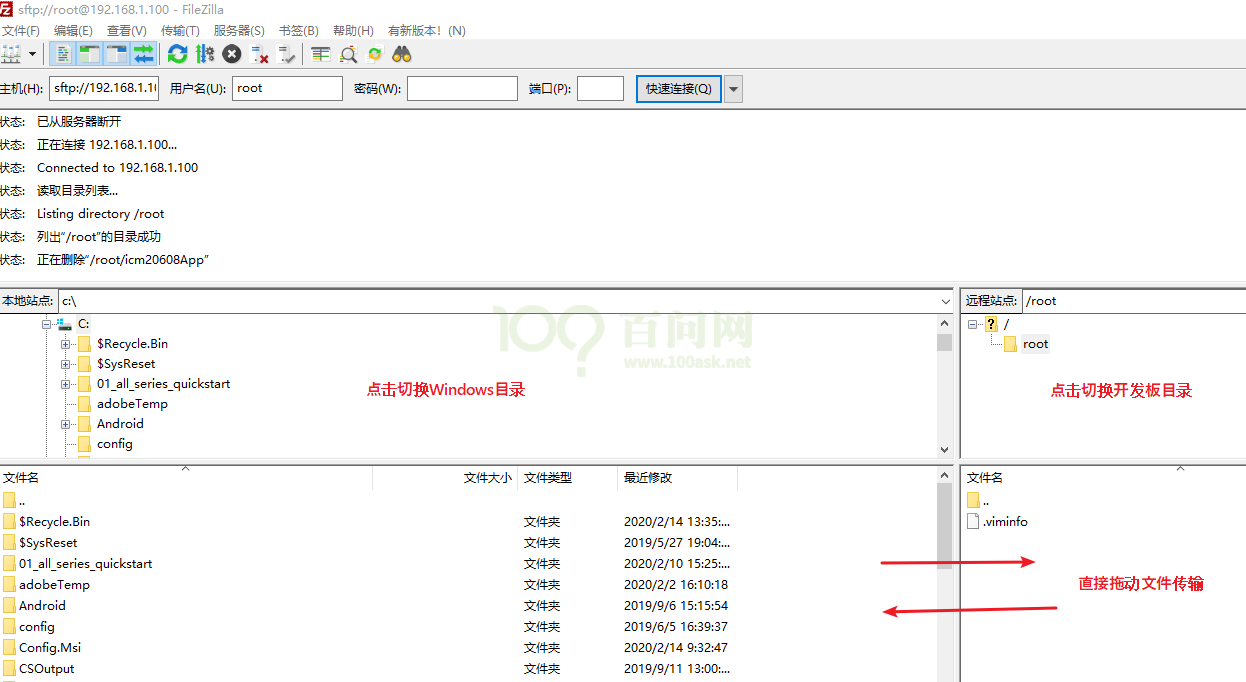 sftp://root@192.168.1.100 - FileZilla
文件(F) 编辑(E) 查看(V) 传输(T) 服务器(S) 书签(B) 帮助(H) 有新版本! (N)
主机(H): sftp://192.168.1.1 用户名(U): root 密码(W): 端口(P): 快速连接(Q)
状态: 已从服务器断开
状态: 正在连接 192.168.1.100...
状态: Connected to 192.168.1.100
状态: 读取目录列表...
状态: Listing directory /root
状态: 列出“/root”的目录成功
状态: 正在删除“/root/icm20608App”
本地站点: c:\
C:
$Recycle.Bin
$SysReset
01_all_series_quickstart
adobeTemp
Android
config
点击切换Windows目录
100 百问网
www.100ask.net
远程站点: /root
/
root
点击切换开发板目录
文件名 文件大小 文件类型 最近修改
..
$Recycle.Bin 文件夹 2020/2/14 13:35:...
$SysReset 文件夹 2019/5/27 19:04:...
01_all_series_quickstart 文件夹 2020/2/10 15:25:...
adobeTemp 文件夹 2020/2/2 16:10:18
Android 文件夹 2019/9/6 15:15:54
config 文件夹 2019/6/5 16:39:37
Config.Msi 文件夹 2020/2/14 9:32:47
CSOutput 文件夹 2019/9/11 13:00:...
文件名
..
.viminfo
直接拖动文件传输